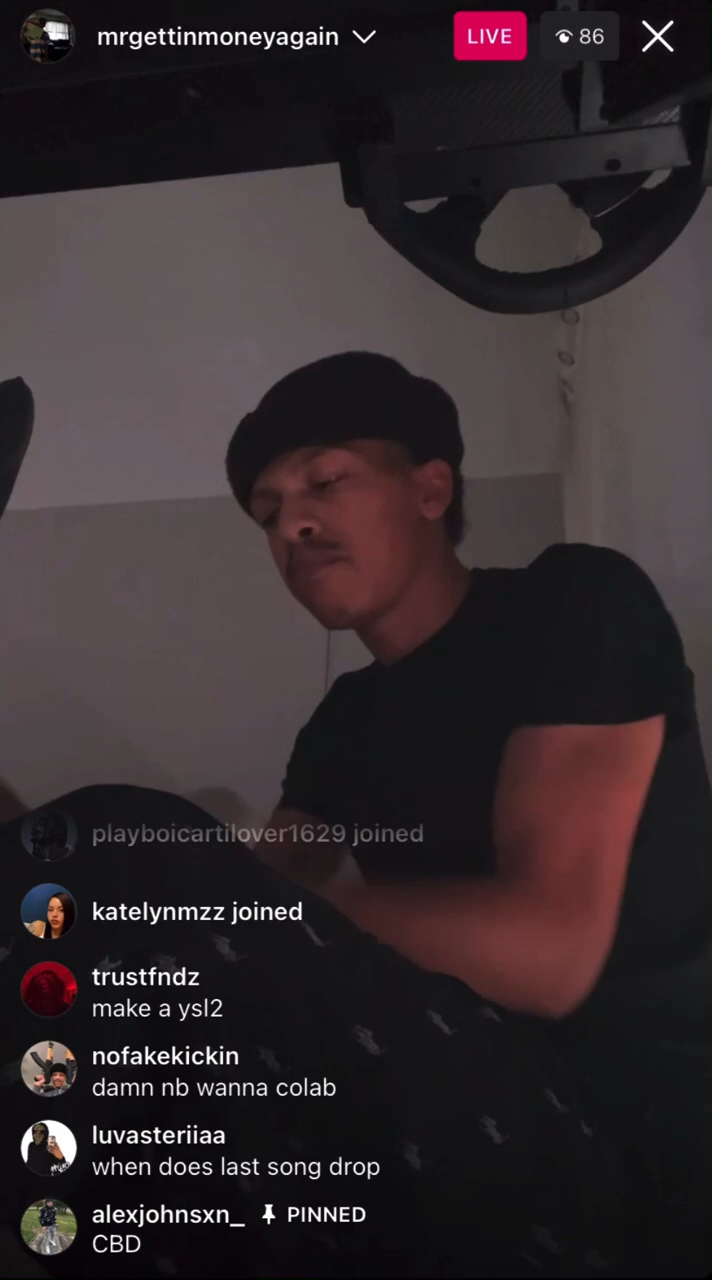 mrgettinmoneyagain
LIVE
86
playboicartilover1629 joined
katelynmzz joined
trustfndz
make a ysl2
nofakekickin
damn nb wanna colab
luvasteriiaa
when does last song drop
alexjohnsxn_ PINNED
CBD